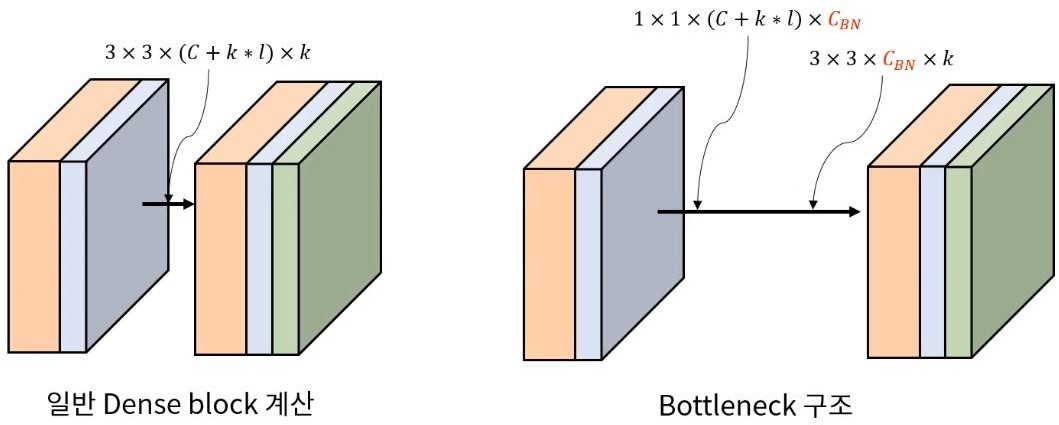 3 × 3 × (C + k ∗ l) × k
일반 Dense block 계산
1 × 1 × (C + k ∗ l) × C_BN
3 × 3 × C_BN × k
Bottleneck 구조